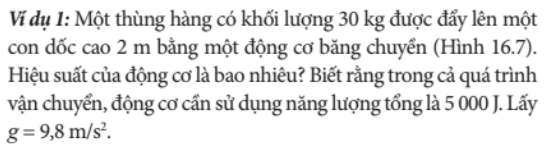 Ví dụ 1: Một thùng hàng có khối lượng 30 kg được đẩy lên một
con dốc cao 2 m bằng một động cơ băng chuyền (Hình 16.7).
Hiệu suất của động cơ là bao nhiêu? Biết rằng trong cả quá trình
vận chuyển, động cơ cần sử dụng năng lượng tổng là 5 000 J. Lấy
g = 9,8 m/s².